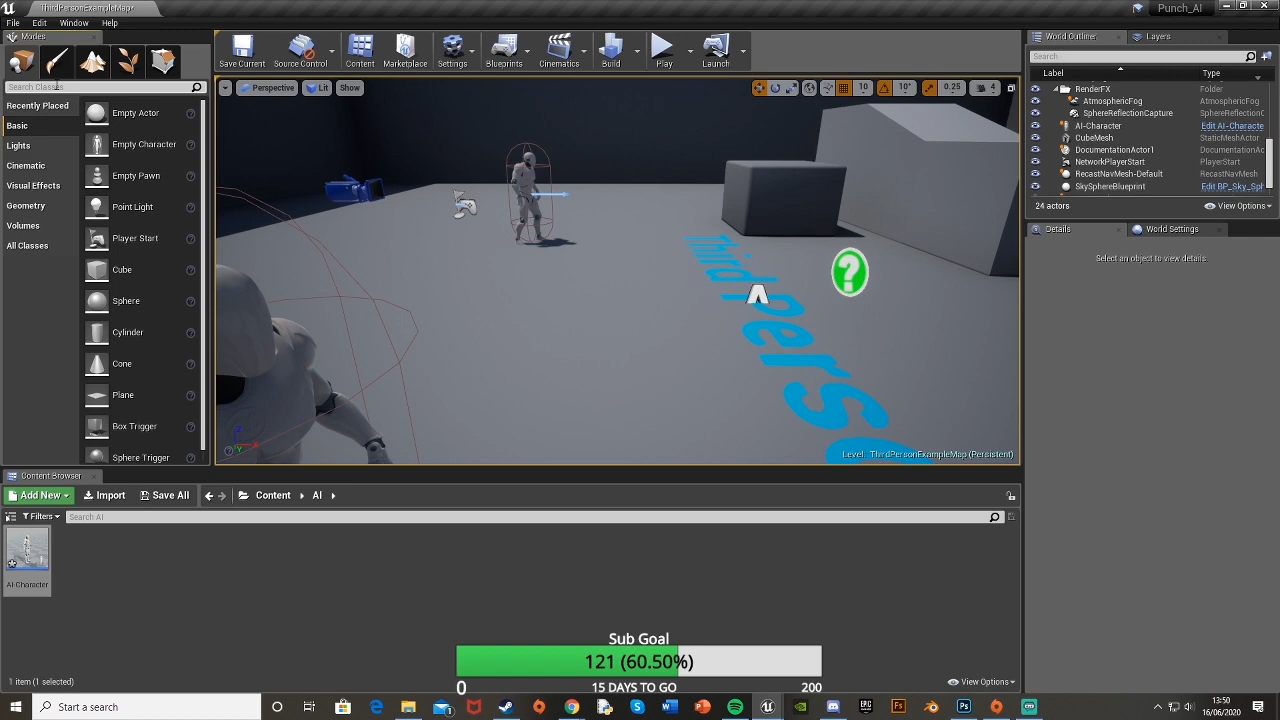 ThirdPersonExampleMap*
Punch_AI
File Edit Window Help
Modes
Search Classes
Recently Placed
Basic
Lights
Cinematic
Visual Effects
Geometry
Volumes
All Classes
Empty Actor
Empty Character
Empty Pawn
Point Light
Player Start
Cube
Sphere
Cylinder
Cone
Plane
Box Trigger
Sphere Trigger
Save Current
Source Control
Content
Marketplace
Settings
Blueprints
Cinematics
Build
Play
Launch
Perspective
Lit
Show
10
10°
0.25
4
Third Perso
Level: ThirdPersonExampleMap (Persistent)
World Outliner
Layers
Search
Label Type
RenderFX Folder
AtmosphericFog AtmosphericFog
SphereReflectionCapture SphereReflectionC
AI-Character Edit AI-Characte
CubeMesh StaticMeshActor
DocumentationActor1 DocumentationAc
NetworkPlayerStart PlayerStart
RecastNavMesh-Default RecastNavMesh
SkySphereBlueprint Edit BP_Sky_Sph
24 actors
View Options
Details
World Settings
Select an object to view details.
Content Browser
Add New
Import
Save All
Content
AI
Filters
Search AI
AI-Character
1 item (1 selected)
View Options
Sub Goal
121 (60.50%)
0 15 DAYS TO GO 200
Start a search
13:50
16/06/2020